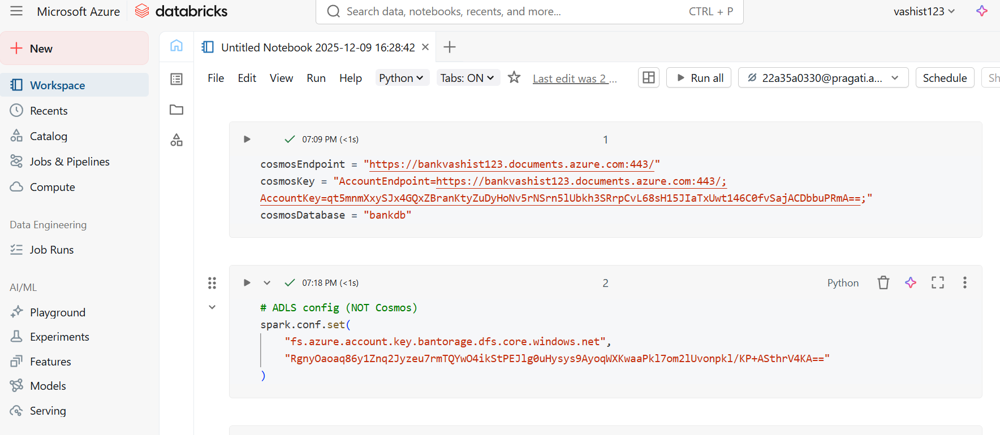 Microsoft Azure databricks Search data, notebooks, recents, and more... CTRL + P vashist123
New
Untitled Notebook 2025-12-09 16:28:42
File Edit View Run Help Python Tabs: ON Last edit was 2 ... Run all 22a35a0330@pragati.a... Schedule Sh
Workspace
Recents
Catalog
Jobs & Pipelines
Compute
Data Engineering
Job Runs
AI/ML
Playground
Experiments
Features
Models
Serving
07:09 PM (<1s) 1
cosmosEndpoint = "https://bankvashist123.documents.azure.com:443/"
cosmosKey = "AccountEndpoint=https://bankvashist123.documents.azure.com:443/;
AccountKey=qt5mnmXxySJx4GQxZBranKtyZuDyHoNv5rNSrn5lUbkh3SRrpCvL68sH15JIaTxUwt146C0fvSajACDbbuPRmA==;"
cosmosDatabase = "bankdb"
07:18 PM (<1s) 2 Python
# ADLS config (NOT Cosmos)
spark.conf.set(
"fs.azure.account.key.bantorage.dfs.core.windows.net",
"RgnyOaoaq86y1Znq2Jyzeu7rmTQYwO4ikStPEJlg0uHysys9AyoqWXKwaaPkl7om2lUvonpkl/KP+ASthrV4KA=="
)